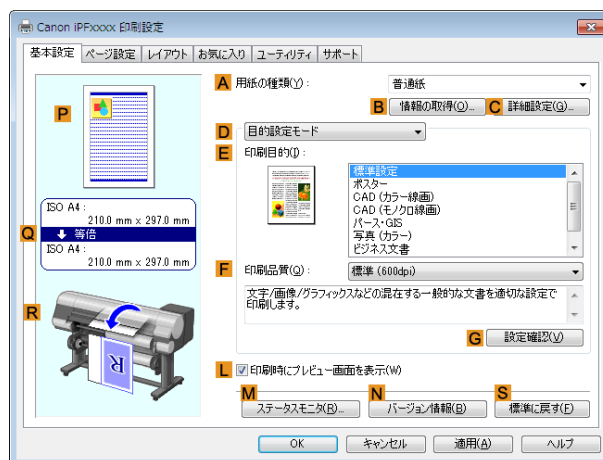 Canon iPFxxxx 印刷設定
基本設定 ページ設定 レイアウト お気に入り ユーティリティ サポート
P
A 用紙の種類(Y): 普通紙
B 情報の取得(O)... C 詳細設定(G)...
D 目的設定モード
E 印刷目的(I):
標準設定
ポスター
CAD (カラー線画)
CAD (モノクロ線画)
パース・GIS
写真 (カラー)
ビジネス文書
ISO A4:
210.0 mm x 297.0 mm
Q 等倍
ISO A4:
210.0 mm x 297.0 mm
F 印刷品質(Q): 標準 (600dpi)
文字/画像/グラフィックスなどの混在する一般的な文書を適切な設定で
印刷します。
R
R
G 設定確認(V)
L 印刷時にプレビュー画面を表示(W)
M N S
ステータスモニタ(R)... バージョン情報(B) 標準に戻す(F)
OK キャンセル 適用(A) ヘルプ